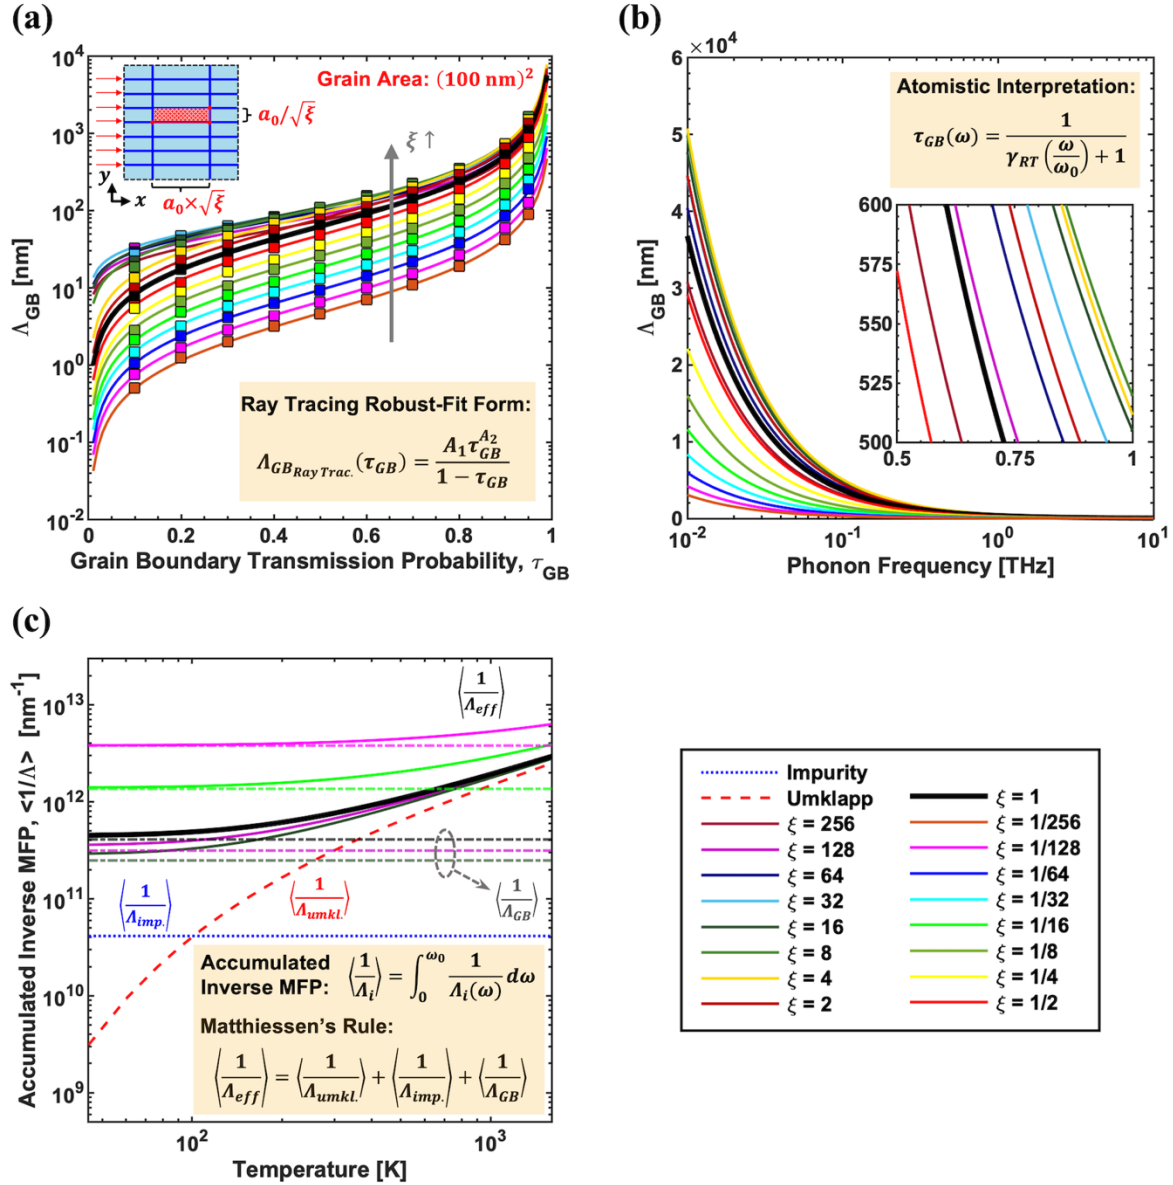 (a)
10⁴
10³
10²
10¹
10⁰
10⁻¹
10⁻²
Λ_GB [nm]
Grain Area: (100 nm)²
a₀/√ξ
a₀×√ξ
y
x
ξ ↑
Ray Tracing Robust-Fit Form:
Λ_{GB_{Ray Trac.}}(τ_GB) = A₁τ_GB^{A₂} / (1 − τ_GB)
0 0.2 0.4 0.6 0.8 1
Grain Boundary Transmission Probability, τ_GB
(b)
×10⁴
6
5
4
3
2
1
0
Λ_GB [nm]
Atomistic Interpretation:
τ_GB(ω) = 1 / (γ_RT (ω/ω₀) + 1)
600
575
550
525
500
0.5 0.75 1
10⁻² 10⁻¹ 10⁰ 10¹
Phonon Frequency [THz]
(c)
10¹³
10¹²
10¹¹
10¹⁰
10⁹
Accumulated Inverse MFP, <1/Λ> [nm⁻¹]
⟨1/Λ_eff⟩
⟨1/Λ_imp.⟩
⟨1/Λ_umkl.⟩
⟨1/Λ_GB⟩
Accumulated
Inverse MFP: ⟨1/Λ_i⟩ = ∫₀^{ω₀} 1/Λ_i(ω) dω
Matthiessen’s Rule:
⟨1/Λ_eff⟩ = ⟨1/Λ_umkl.⟩ + ⟨1/Λ_imp.⟩ + ⟨1/Λ_GB⟩
10² 10³
Temperature [K]
Impurity
Umklapp
ξ = 256
ξ = 128
ξ = 64
ξ = 32
ξ = 16
ξ = 8
ξ = 4
ξ = 2
ξ = 1
ξ = 1/256
ξ = 1/128
ξ = 1/64
ξ = 1/32
ξ = 1/16
ξ = 1/8
ξ = 1/4
ξ = 1/2